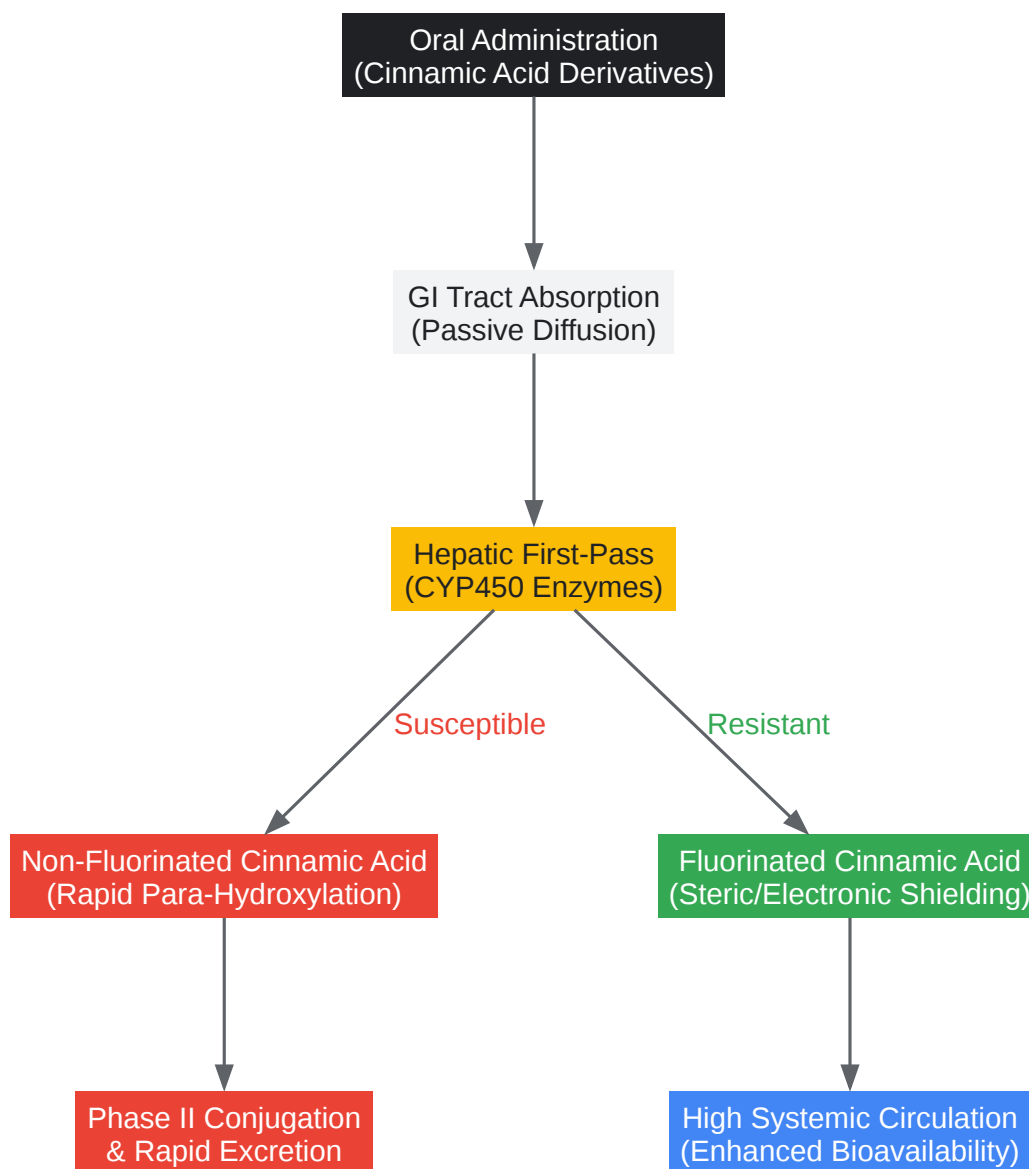 Oral Administration
(Cinnamic Acid Derivatives)
GI Tract Absorption
(Passive Diffusion)
Hepatic First-Pass
(CYP450 Enzymes)
Susceptible
Resistant
Non-Fluorinated Cinnamic Acid
(Rapid Para-Hydroxylation)
Fluorinated Cinnamic Acid
(Steric/Electronic Shielding)
Phase II Conjugation
& Rapid Excretion
High Systemic Circulation
(Enhanced Bioavailability)